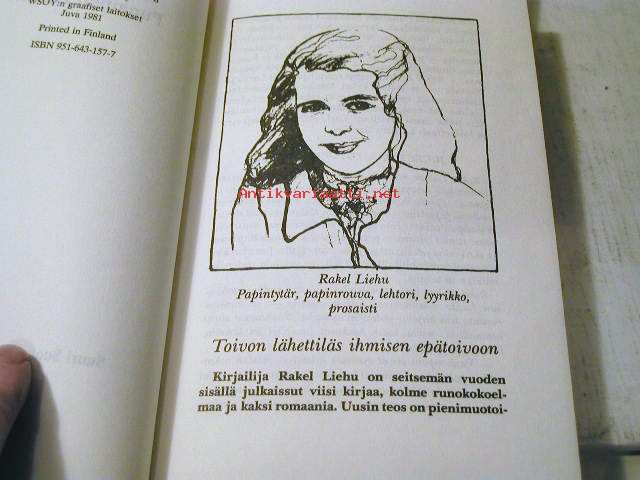 WSOY:n graafiset laitokset
Juva 1981
Printed in Finland
ISBN 951-643-157-7
Antikvariaatti.net
Rakel Liehu
Papintytär, papinrouva, lehtori, lyyrikko,
prosaisti
Toivon lähettiläs ihmisen epätoivoon
Kirjailija Rakel Liehu on seitsemän vuoden
sisällä julkaissut viisi kirjaa, kolme runokokoel-
maa ja kaksi romaania. Uusin teos on pienimuotoi-